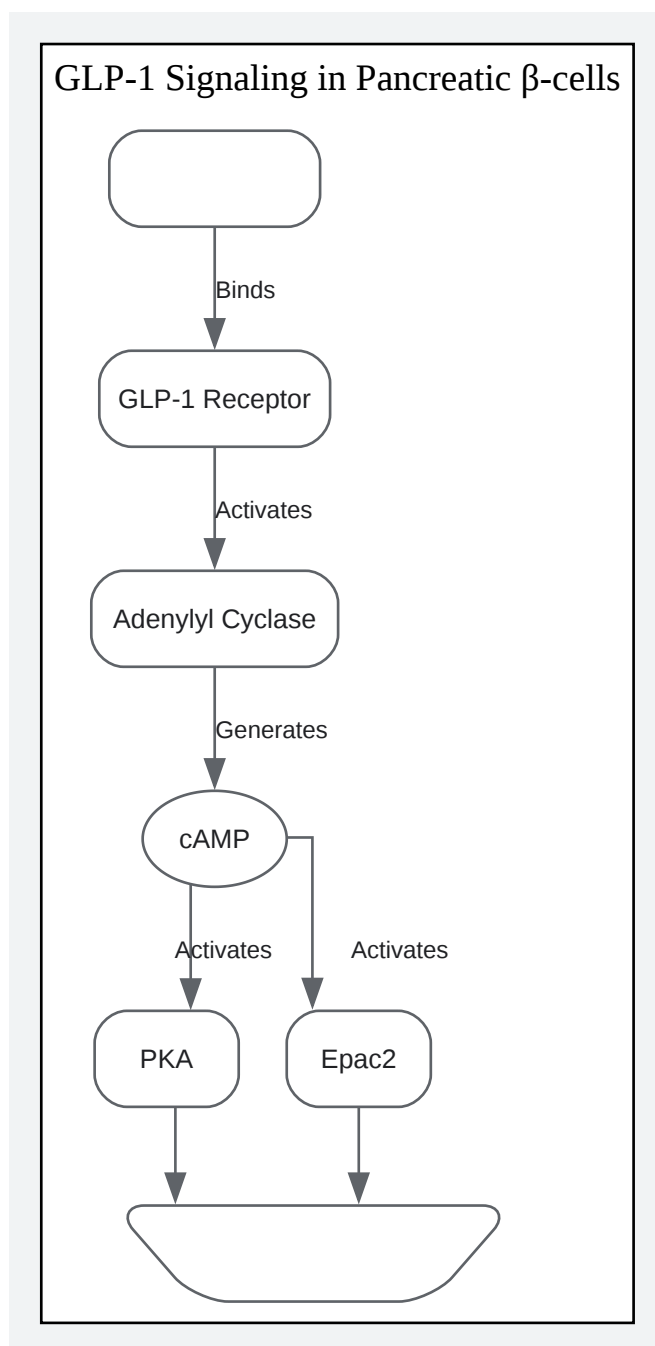 GLP-1 Signaling in Pancreatic β-cells
Binds
GLP-1 Receptor
Activates
Adenylyl Cyclase
Generates
cAMP
Activates
Activates
PKA
Epac2